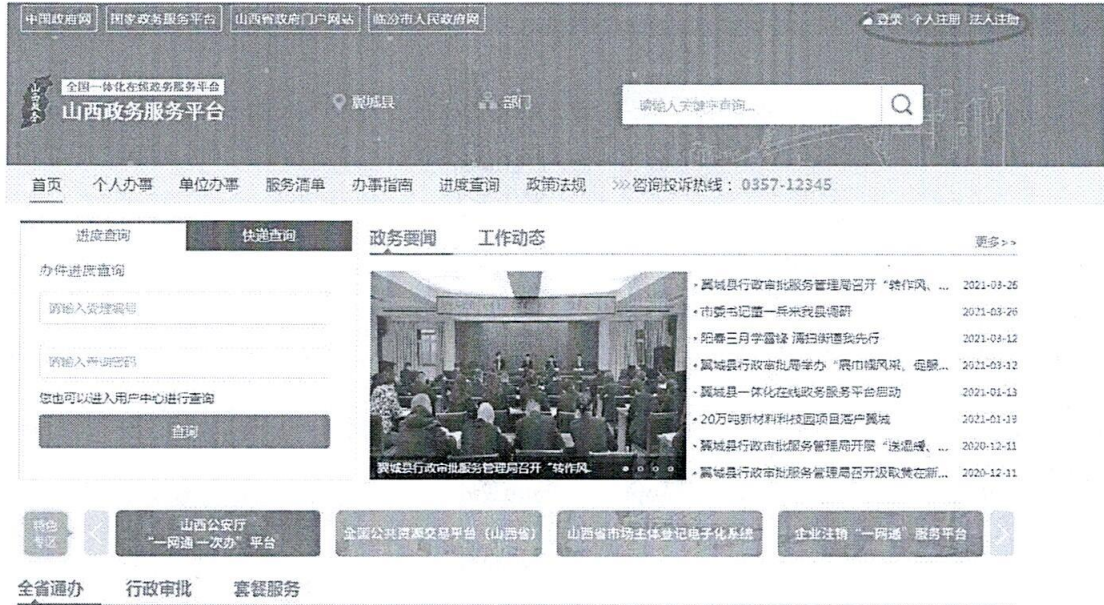 中国政府网 国家政务服务平台 山西省政府门户网站 临汾市人民政府网 登录 个人注册 法人注册
全国一体化在线政务服务平台
山西政务服务平台 翼城县 部门 请输入关键字查询...
首页 个人办事 单位办事 服务清单 办事指南 进度查询 政策法规 >>> 咨询投诉热线：0357-12345
进度查询 快递查询 政务要闻 工作动态 更多>>
办件进度查询
请输入受理编号
请输入查询密码
您也可以进入用户中心进行查询
查询
翼城县行政审批服务管理局召开“转作风、
· 翼城县行政审批服务管理局召开“转作风、... 2021-03-26
· 市委书记董一兵来我县调研 2021-03-26
· 阳春三月学雷锋 清扫街道我先行 2021-03-12
· 翼城县行政审批局举办“展巾帼风采、促服... 2021-03-12
· 翼城县一体化在线政务服务平台启动 2021-01-13
· 20万吨新材料科技园项目落户翼城 2021-01-13
· 翼城县行政审批服务管理局开展“送温暖、... 2020-12-11
· 翼城县行政审批服务管理局召开汲取黄在新... 2020-12-11
特色专区
山西公安厅
“一网通一次办”平台
全国公共资源交易平台（山西省） 山西省市场主体登记电子化系统 企业注销“一网通”服务平台
全省通办 行政审批 套餐服务